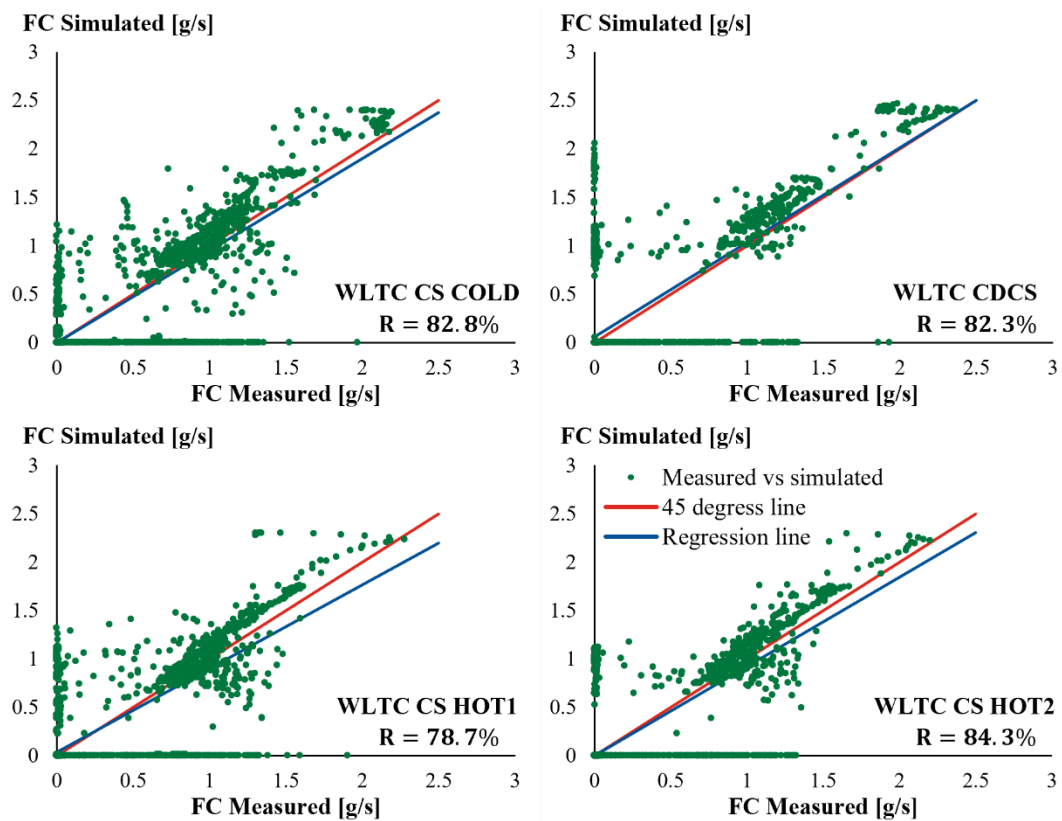 FC Simulated [g/s]
3
2.5
2
1.5
1
0.5
0
0 0.5 1 1.5 2 2.5 3
FC Measured [g/s]
WLTC CS COLD
R = 82.8%
FC Simulated [g/s]
3
2.5
2
1.5
1
0.5
0
0 0.5 1 1.5 2 2.5 3
FC Measured [g/s]
WLTC CDCS
R = 82.3%
FC Simulated [g/s]
3
2.5
2
1.5
1
0.5
0
0 0.5 1 1.5 2 2.5 3
FC Measured [g/s]
WLTC CS HOT1
R = 78.7%
FC Simulated [g/s]
3
2.5
2
1.5
1
0.5
0
0 0.5 1 1.5 2 2.5 3
FC Measured [g/s]
Measured vs simulated
45 degress line
Regression line
WLTC CS HOT2
R = 84.3%